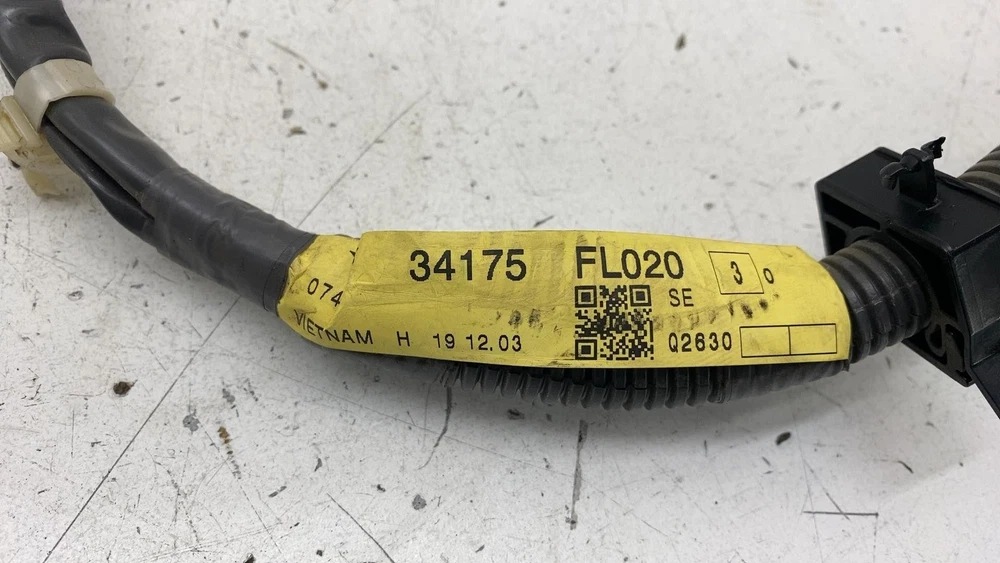 34175 FL020 3 0
074 SE
VIETNAM H 19 12.03 Q2630